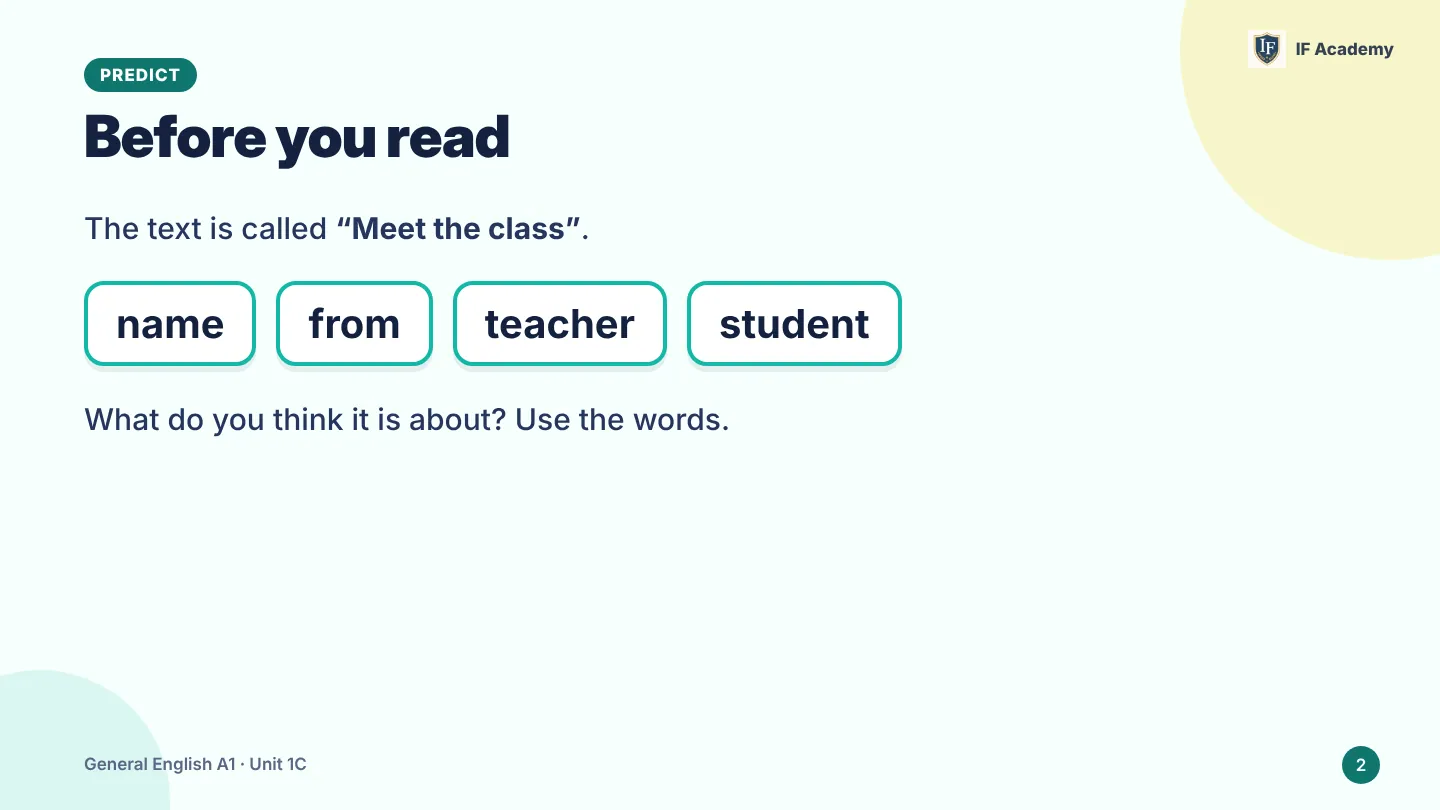 IF IF Academy
PREDICT
Before you read
The text is called “Meet the class”.
name from teacher student
What do you think it is about? Use the words.
General English A1 · Unit 1C
2